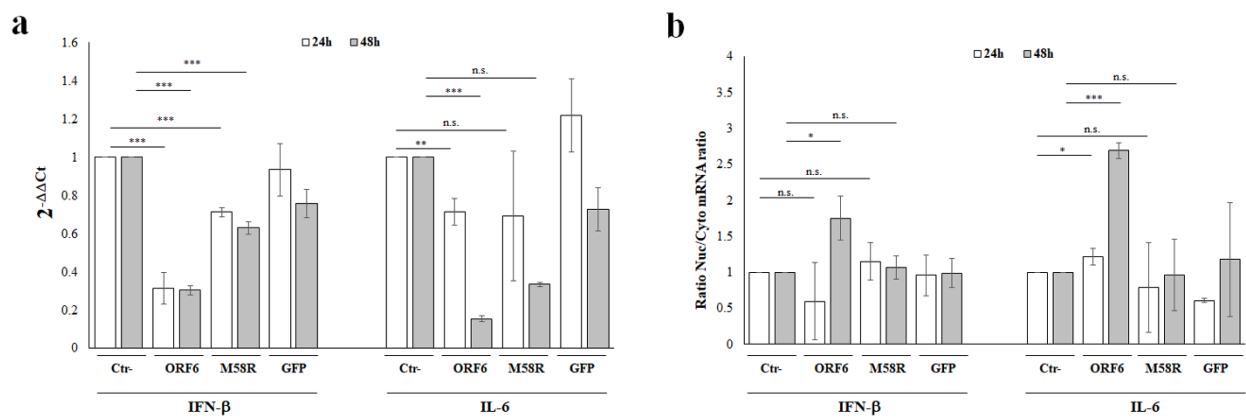 a
2-ΔΔCt
1.6
1.4
1.2
1
0.8
0.6
0.4
0.2
0
24h 48h
***
***
***
***
n.s.
***
n.s.
**
Ctr- ORF6 M58R GFP Ctr- ORF6 M58R GFP
IFN-β IL-6
b
Ratio Nuc/Cyto mRNA ratio
4
3.5
3
2.5
2
1.5
1
0.5
0
24h 48h
n.s.
*
n.s.
n.s.
n.s.
***
n.s.
*
Ctr- ORF6 M58R GFP Ctr- ORF6 M58R GFP
IFN-β IL-6